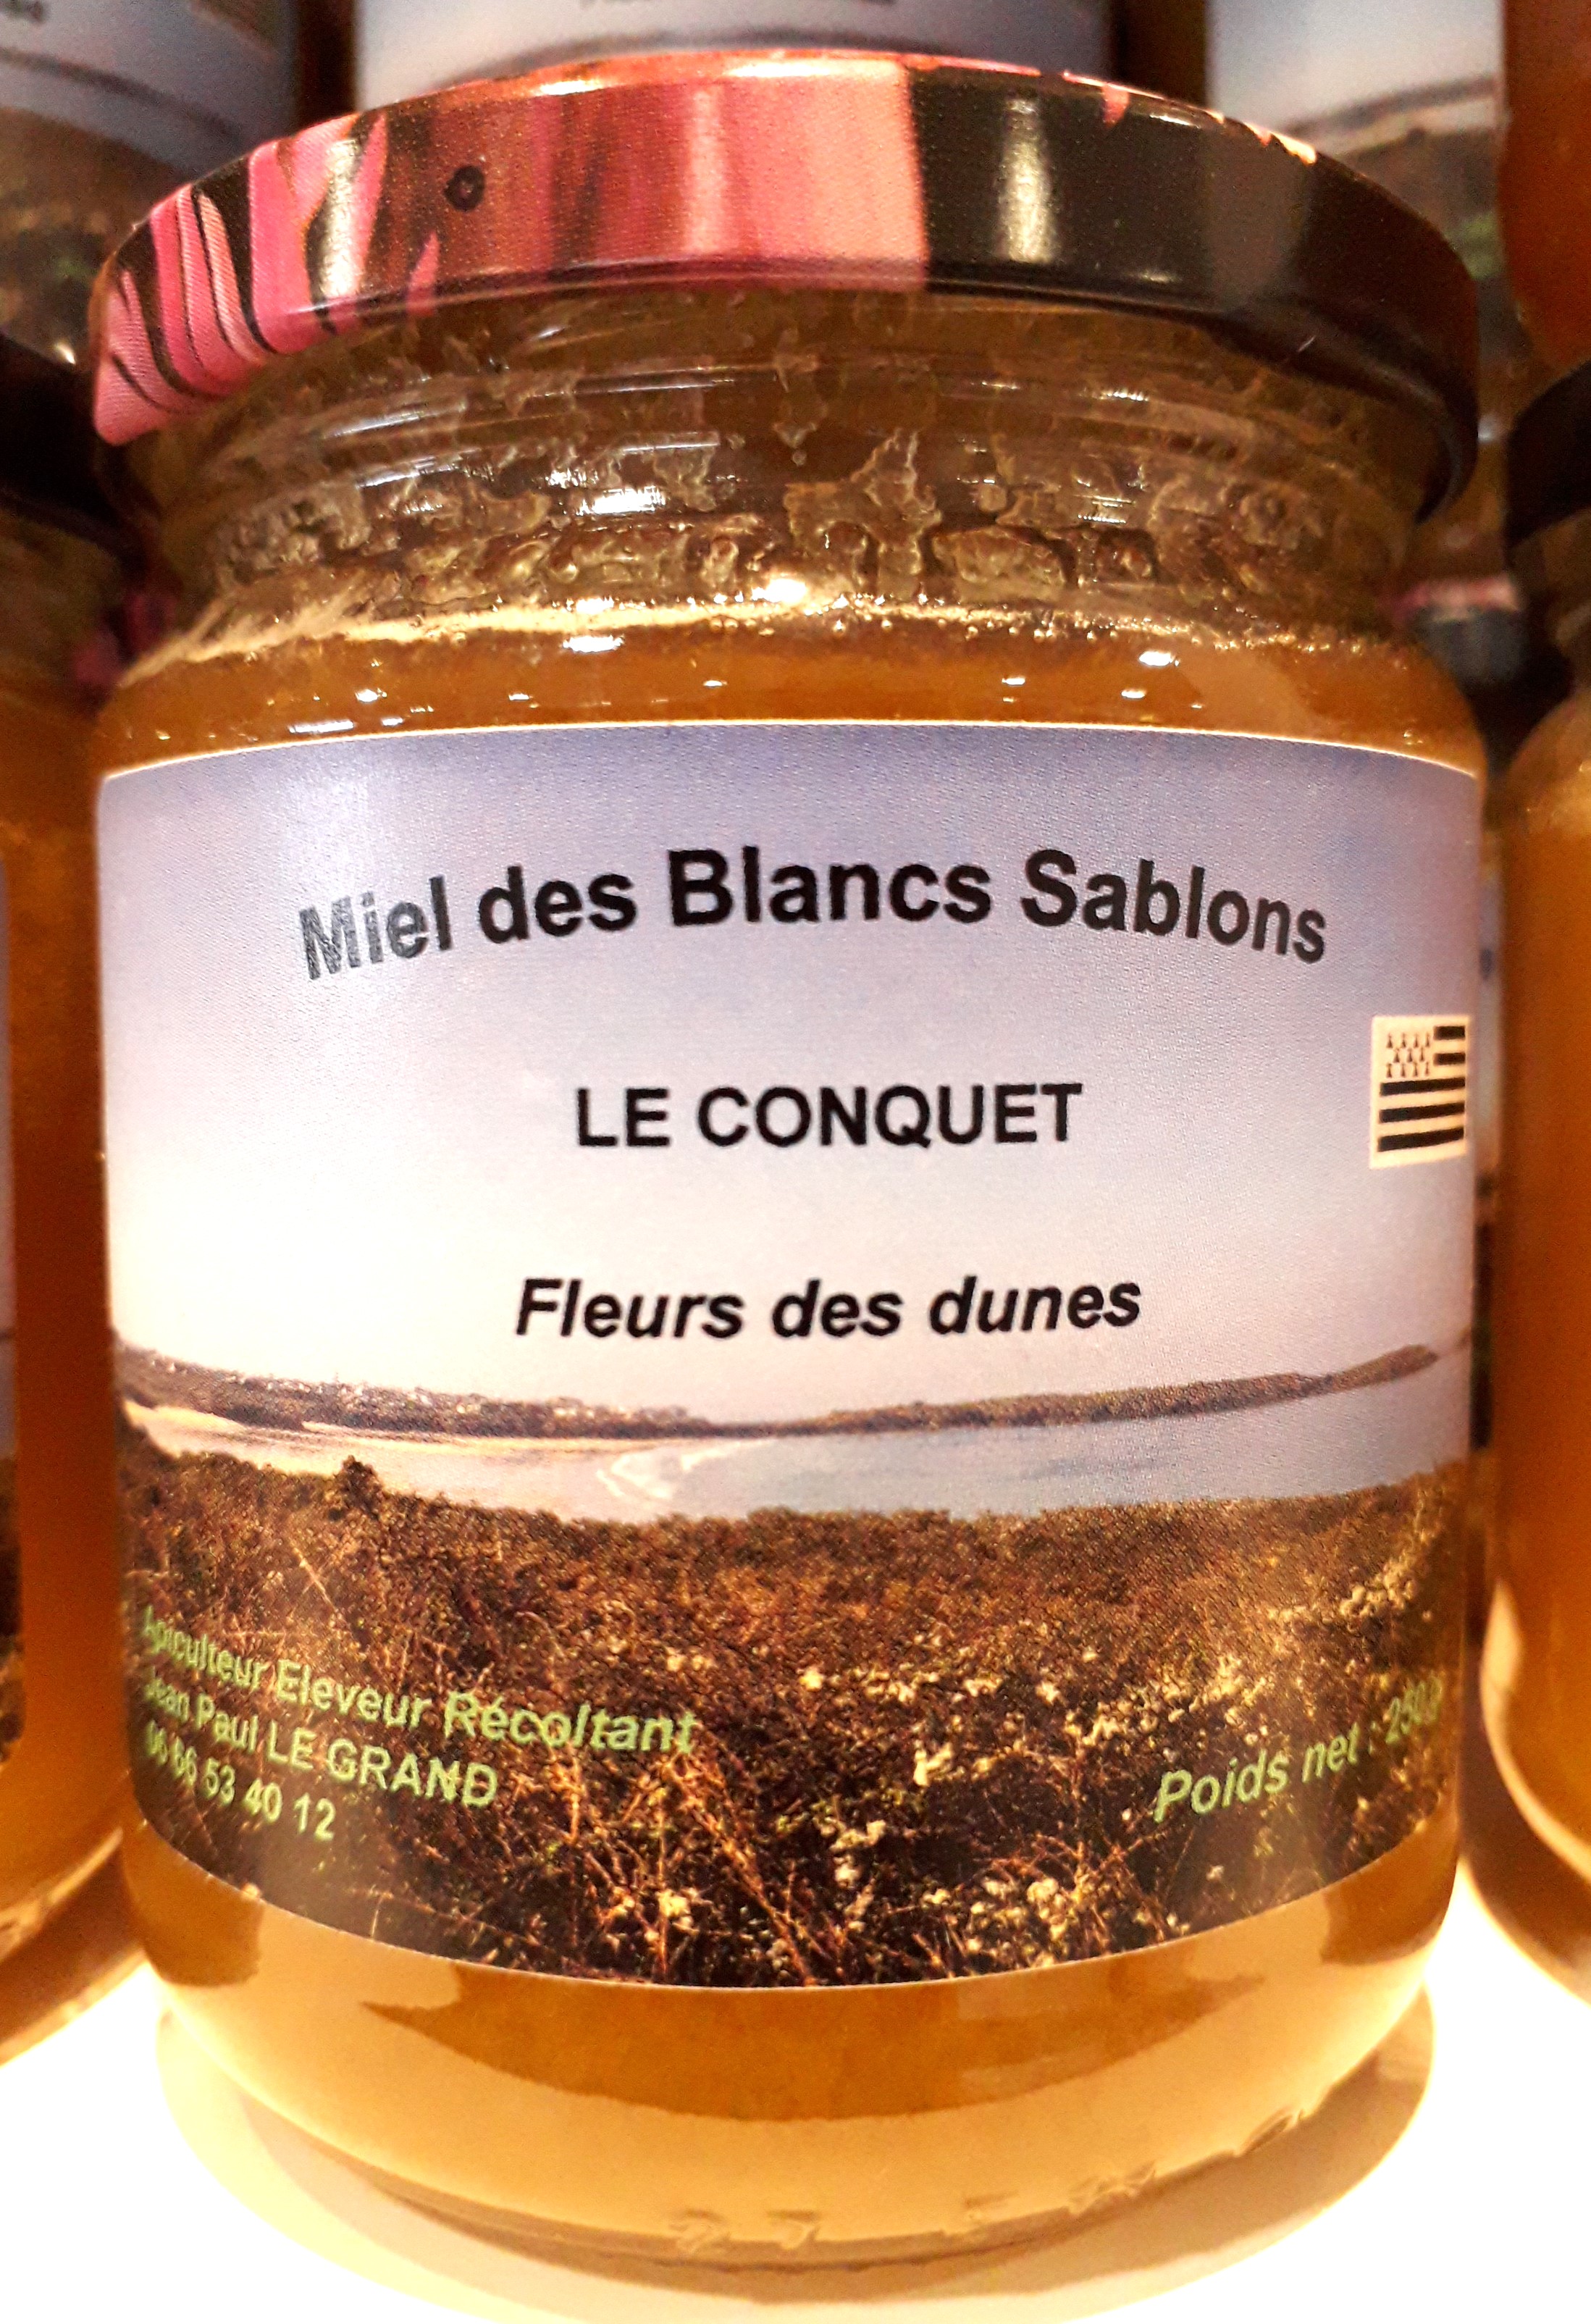 Miel des Blancs Sablons
LE CONQUET
Fleurs des dunes
Apiculteur Eleveur Récoltant
Jean Paul LE GRAND
06 66 53 40 12
Poids net : 250g